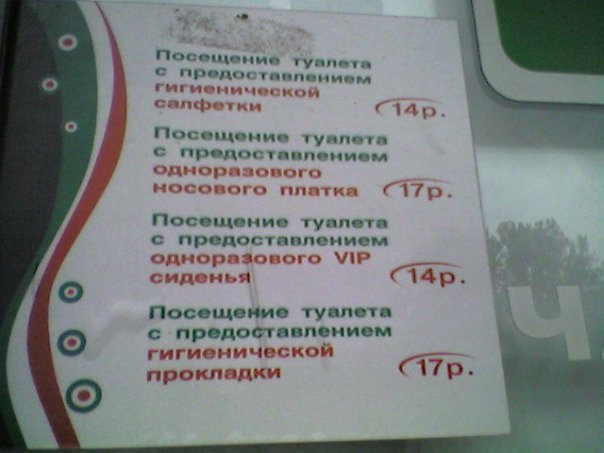 Посещение туалета
с предоставлением
гигиенической
салфетки 14р.
Посещение туалета
с предоставлением
одноразового
носового платка 17р.
Посещение туалета
с предоставлением
одноразового VIP
сиденья 14р.
Посещение туалета
с предоставлением
гигиенической
прокладки 17р.